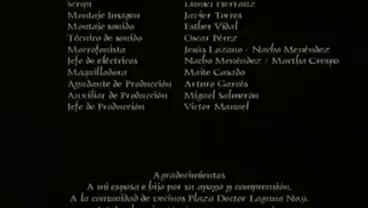 Script
Montaje Imagen Javier Torres
Montaje sonido Esther Vidal
Técnico de sonido Oscar Pérez
Microfonista Jesús Lozano / Nacho Menéndez
Jefe de eléctricos Nacho Menéndez / Martha Crespo
Maquilladora Maite Casado
Ayudante de Producción Arturo Garcés
Auxiliar de Producción Miguel Salmerón
Jefe de Producción Victor Manuel
Agradecimientos
A mi esposa e hijo por su apoyo y comprensión,
A la comunidad de vecinos Plaza Doctor Laguna No.9.